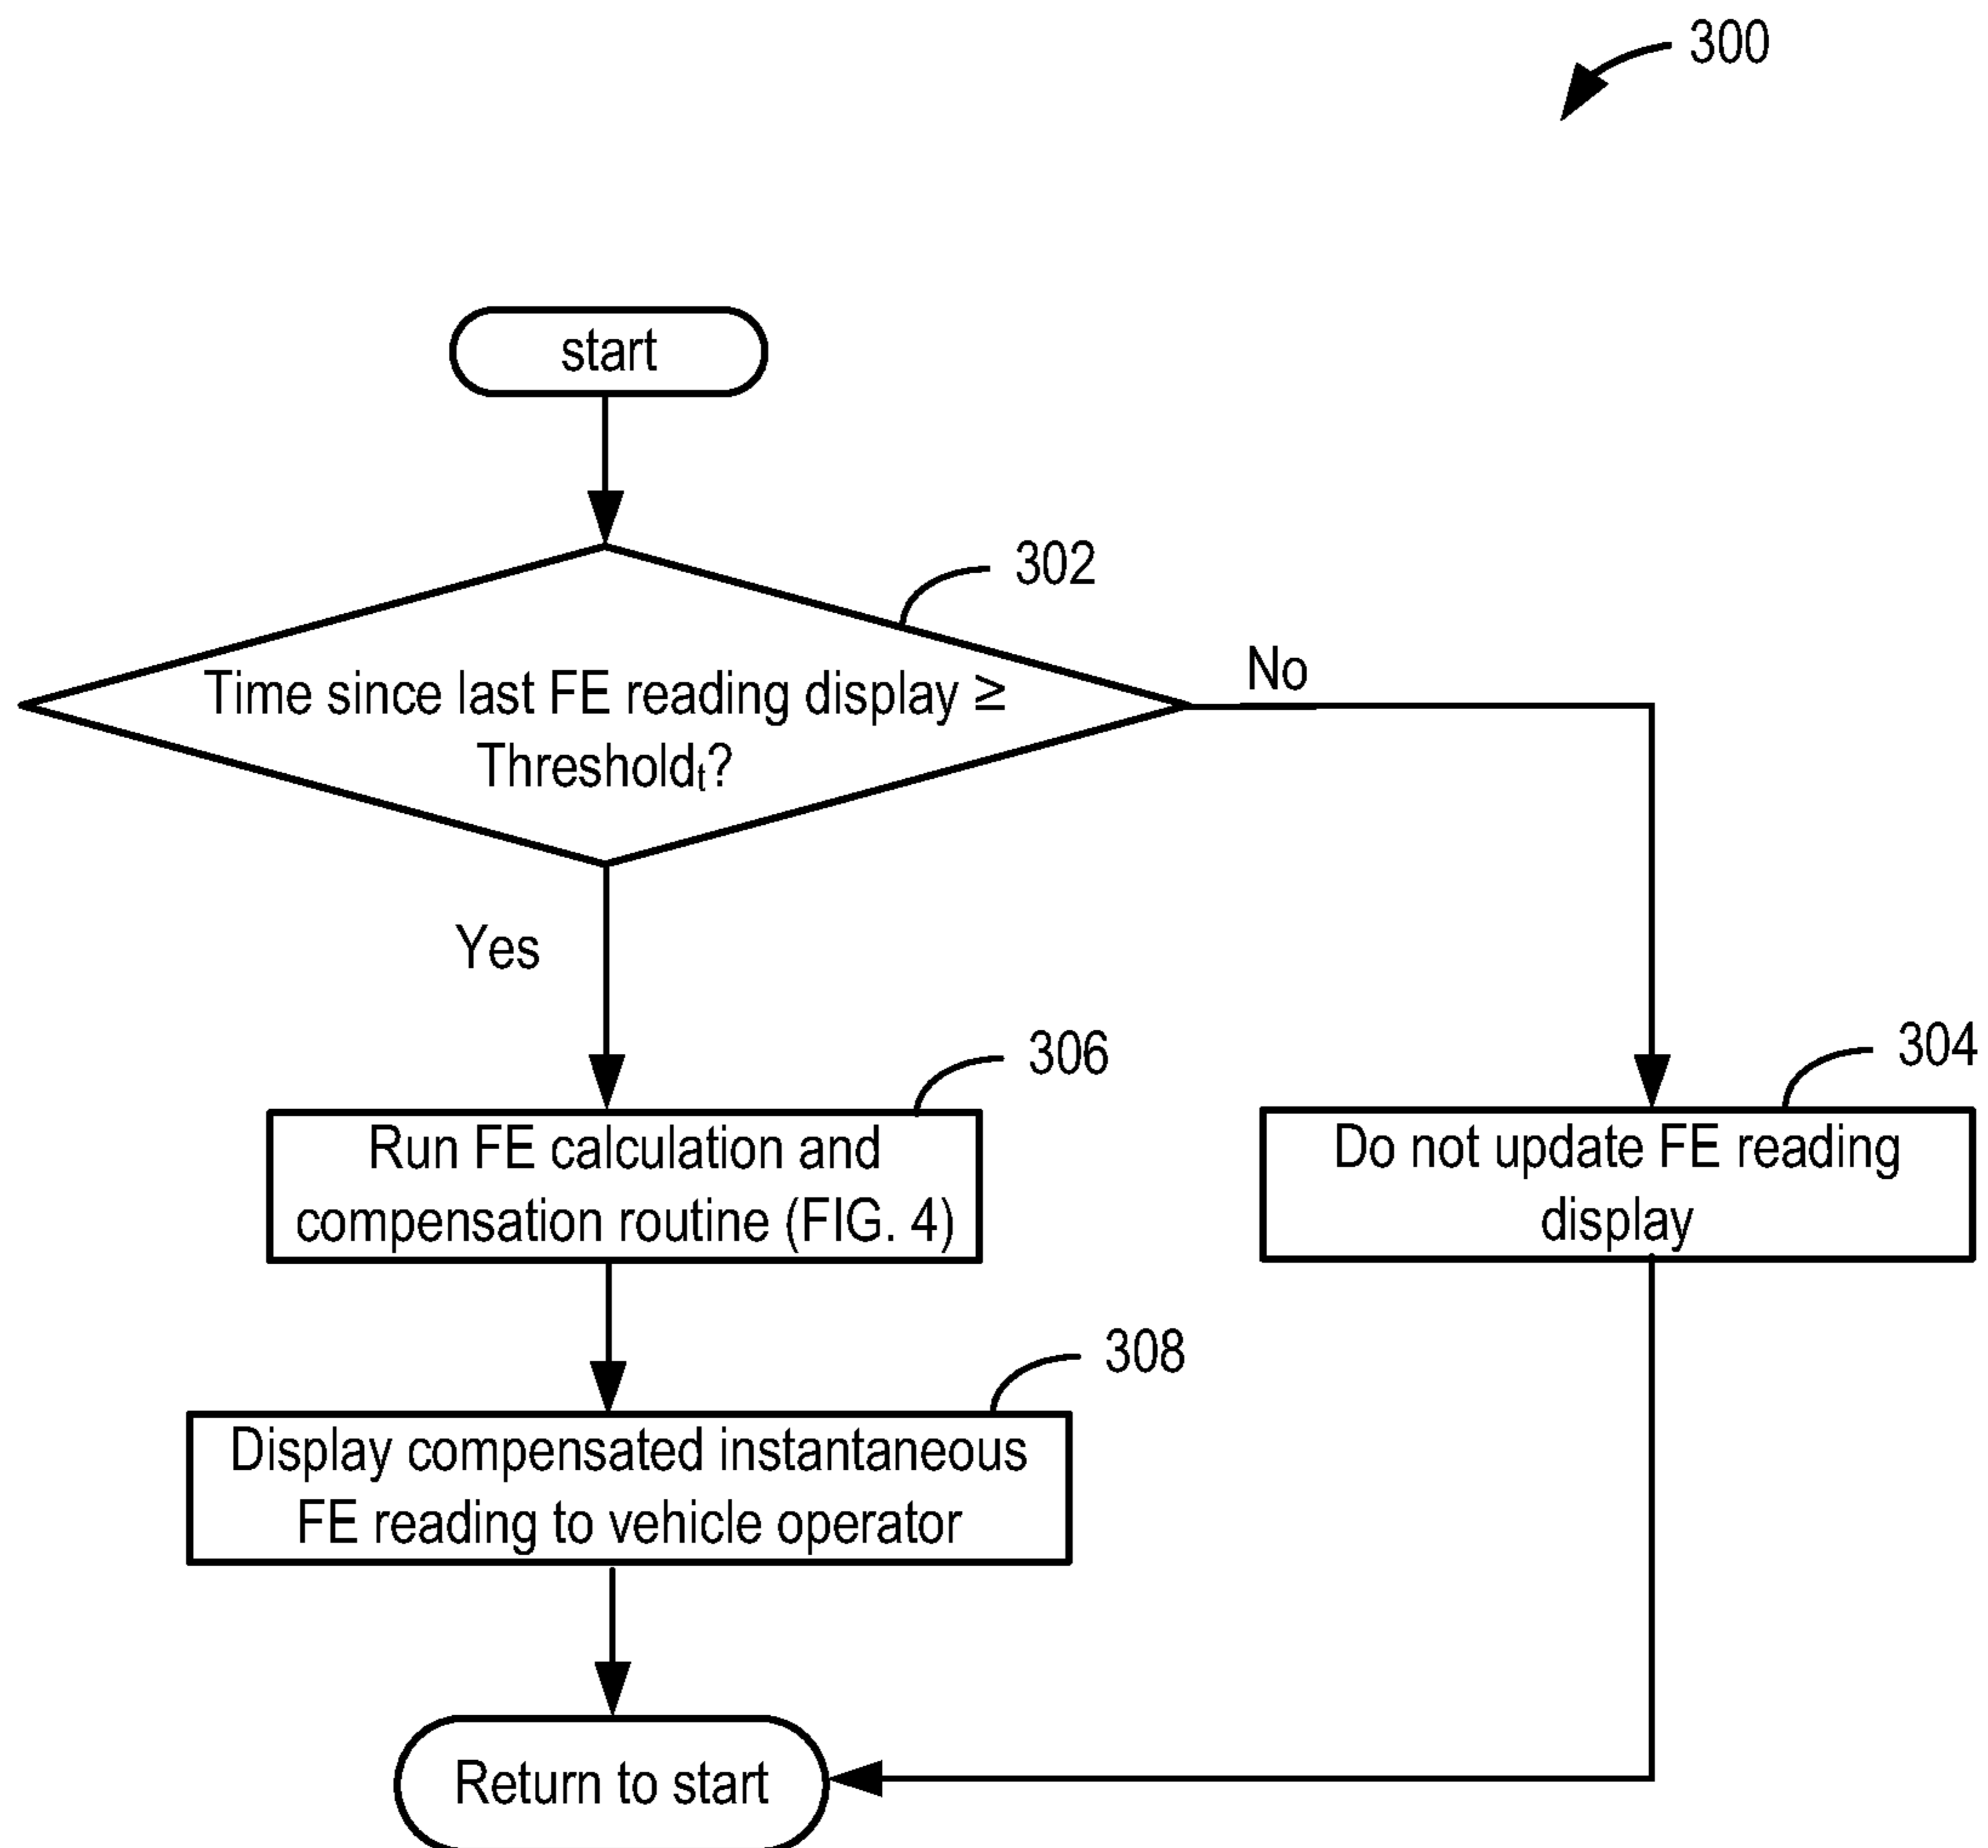 300
start
302
Time since last FE reading display ≥
Thresholdt?
No
Yes
306
Run FE calculation and
compensation routine (FIG. 4)
304
Do not update FE reading
display
308
Display compensated instantaneous
FE reading to vehicle operator
Return to start